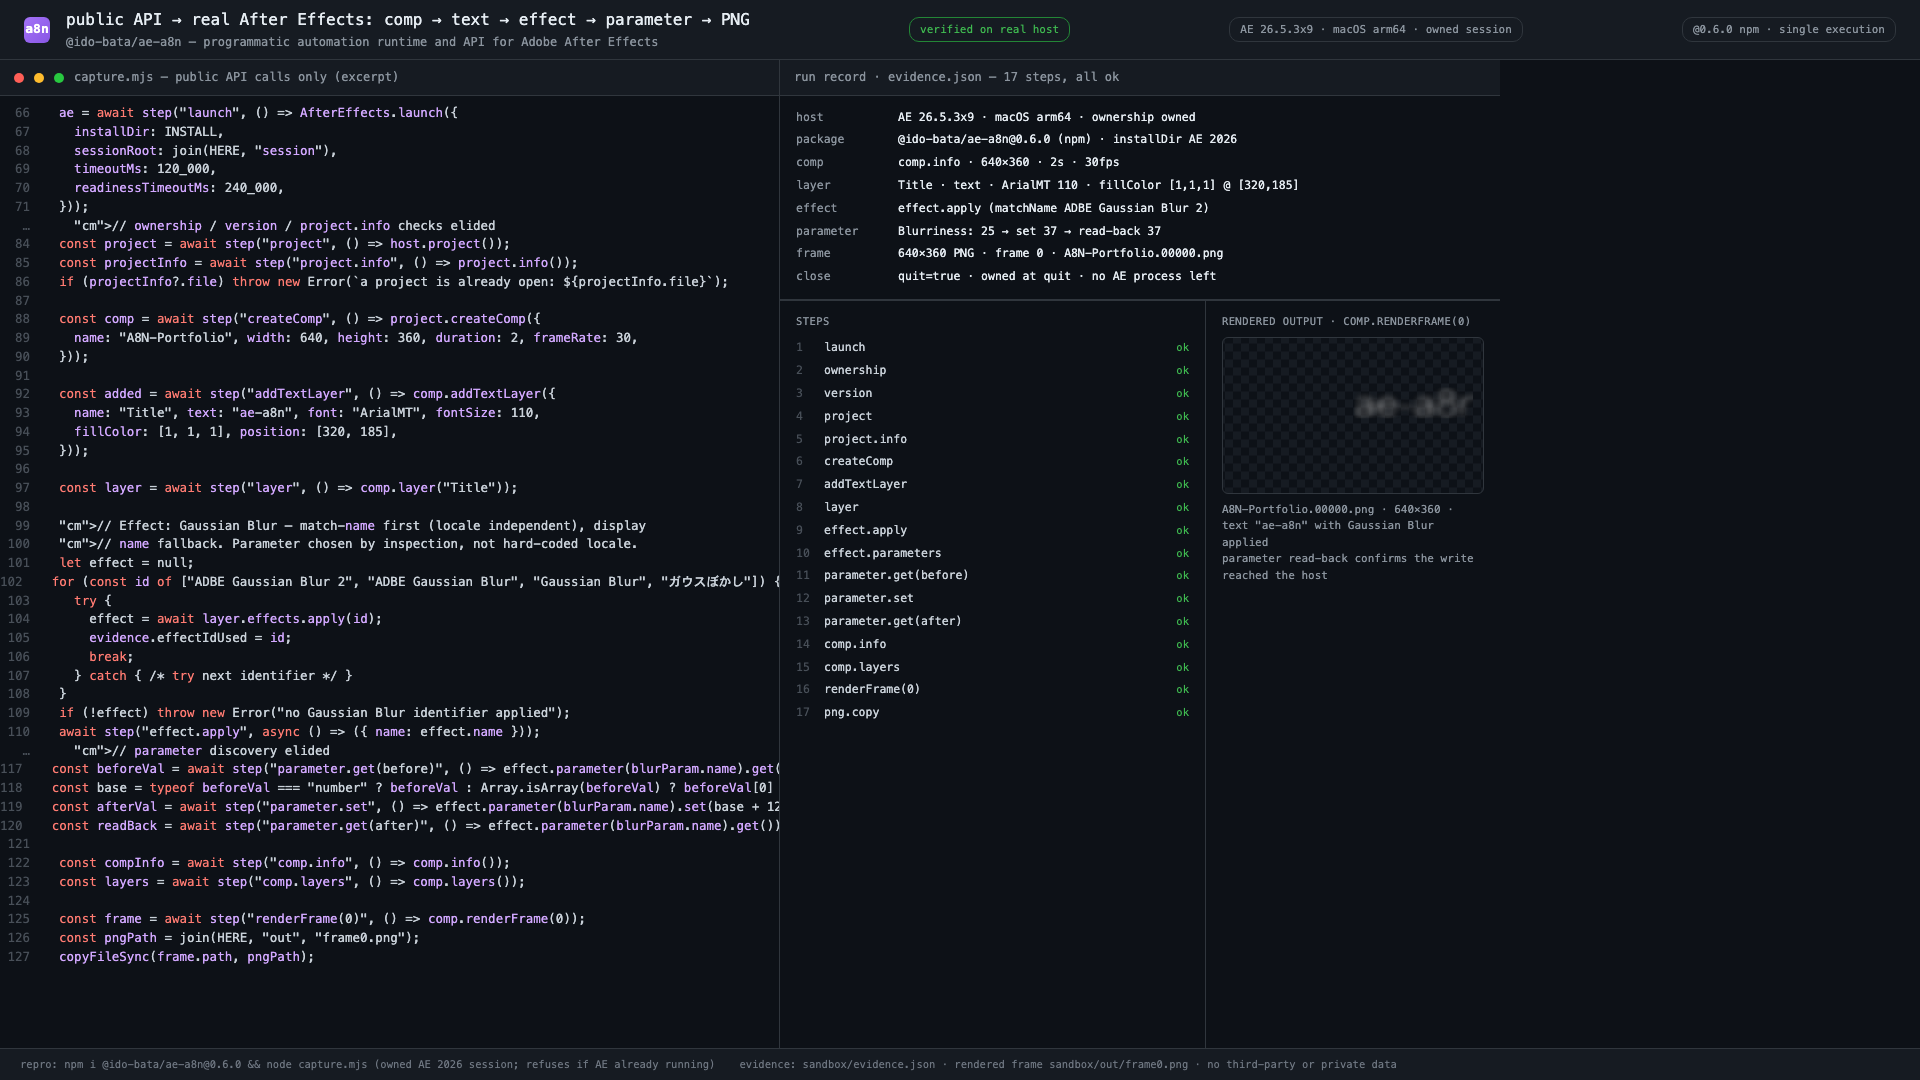 a8n
public API → real After Effects: comp → text → effect → parameter → PNG
@ido-bata/ae-a8n — programmatic automation runtime and API for Adobe After Effects
verified on real host
AE 26.5.3x9 · macOS arm64 · owned session
@0.6.0 npm · single execution
capture.mjs — public API calls only (excerpt)
66 ae = await step("launch", () => AfterEffects.launch({
67 installDir: INSTALL,
68 sessionRoot: join(HERE, "session"),
69 timeoutMs: 120_000,
70 readinessTimeoutMs: 240_000,
71 }));
… "cm">// ownership / version / project.info checks elided
84 const project = await step("project", () => host.project());
85 const projectInfo = await step("project.info", () => project.info());
86 if (projectInfo?.file) throw new Error(`a project is already open: ${projectInfo.file}`);
87
88 const comp = await step("createComp", () => project.createComp({
89 name: "A8N-Portfolio", width: 640, height: 360, duration: 2, frameRate: 30,
90 }));
91
92 const added = await step("addTextLayer", () => comp.addTextLayer({
93 name: "Title", text: "ae-a8n", font: "ArialMT", fontSize: 110,
94 fillColor: [1, 1, 1], position: [320, 185],
95 }));
96
97 const layer = await step("layer", () => comp.layer("Title"));
98
99 "cm">// Effect: Gaussian Blur — match-name first (locale independent), display
100 "cm">// name fallback. Parameter chosen by inspection, not hard-coded locale.
101 let effect = null;
102 for (const id of ["ADBE Gaussian Blur 2", "ADBE Gaussian Blur", "Gaussian Blur", "ガウスぼかし"]) {
103 try {
104 effect = await layer.effects.apply(id);
105 evidence.effectIdUsed = id;
106 break;
107 } catch { /* try next identifier */ }
108 }
109 if (!effect) throw new Error("no Gaussian Blur identifier applied");
110 await step("effect.apply", async () => ({ name: effect.name }));
… "cm">// parameter discovery elided
117 const beforeVal = await step("parameter.get(before)", () => effect.parameter(blurParam.name).get(
118 const base = typeof beforeVal === "number" ? beforeVal : Array.isArray(beforeVal) ? beforeVal[0]
119 const afterVal = await step("parameter.set", () => effect.parameter(blurParam.name).set(base + 12
120 const readBack = await step("parameter.get(after)", () => effect.parameter(blurParam.name).get())
121
122 const compInfo = await step("comp.info", () => comp.info());
123 const layers = await step("comp.layers", () => comp.layers());
124
125 const frame = await step("renderFrame(0)", () => comp.renderFrame(0));
126 const pngPath = join(HERE, "out", "frame0.png");
127 copyFileSync(frame.path, pngPath);
run record · evidence.json — 17 steps, all ok
host AE 26.5.3x9 · macOS arm64 · ownership owned
package @ido-bata/ae-a8n@0.6.0 (npm) · installDir AE 2026
comp comp.info · 640×360 · 2s · 30fps
layer Title · text · ArialMT 110 · fillColor [1,1,1] @ [320,185]
effect effect.apply (matchName ADBE Gaussian Blur 2)
parameter Blurriness: 25 → set 37 → read-back 37
frame 640×360 PNG · frame 0 · A8N-Portfolio.00000.png
close quit=true · owned at quit · no AE process left
STEPS
1 launch ok
2 ownership ok
3 version ok
4 project ok
5 project.info ok
6 createComp ok
7 addTextLayer ok
8 layer ok
9 effect.apply ok
10 effect.parameters ok
11 parameter.get(before) ok
12 parameter.set ok
13 parameter.get(after) ok
14 comp.info ok
15 comp.layers ok
16 renderFrame(0) ok
17 png.copy ok
RENDERED OUTPUT · COMP.RENDERFRAME(0)
ae-a8n
A8N-Portfolio.00000.png · 640×360 ·
text "ae-a8n" with Gaussian Blur
applied
parameter read-back confirms the write
reached the host
repro: npm i @ido-bata/ae-a8n@0.6.0 && node capture.mjs (owned AE 2026 session; refuses if AE already running)
evidence: sandbox/evidence.json · rendered frame sandbox/out/frame0.png · no third-party or private data